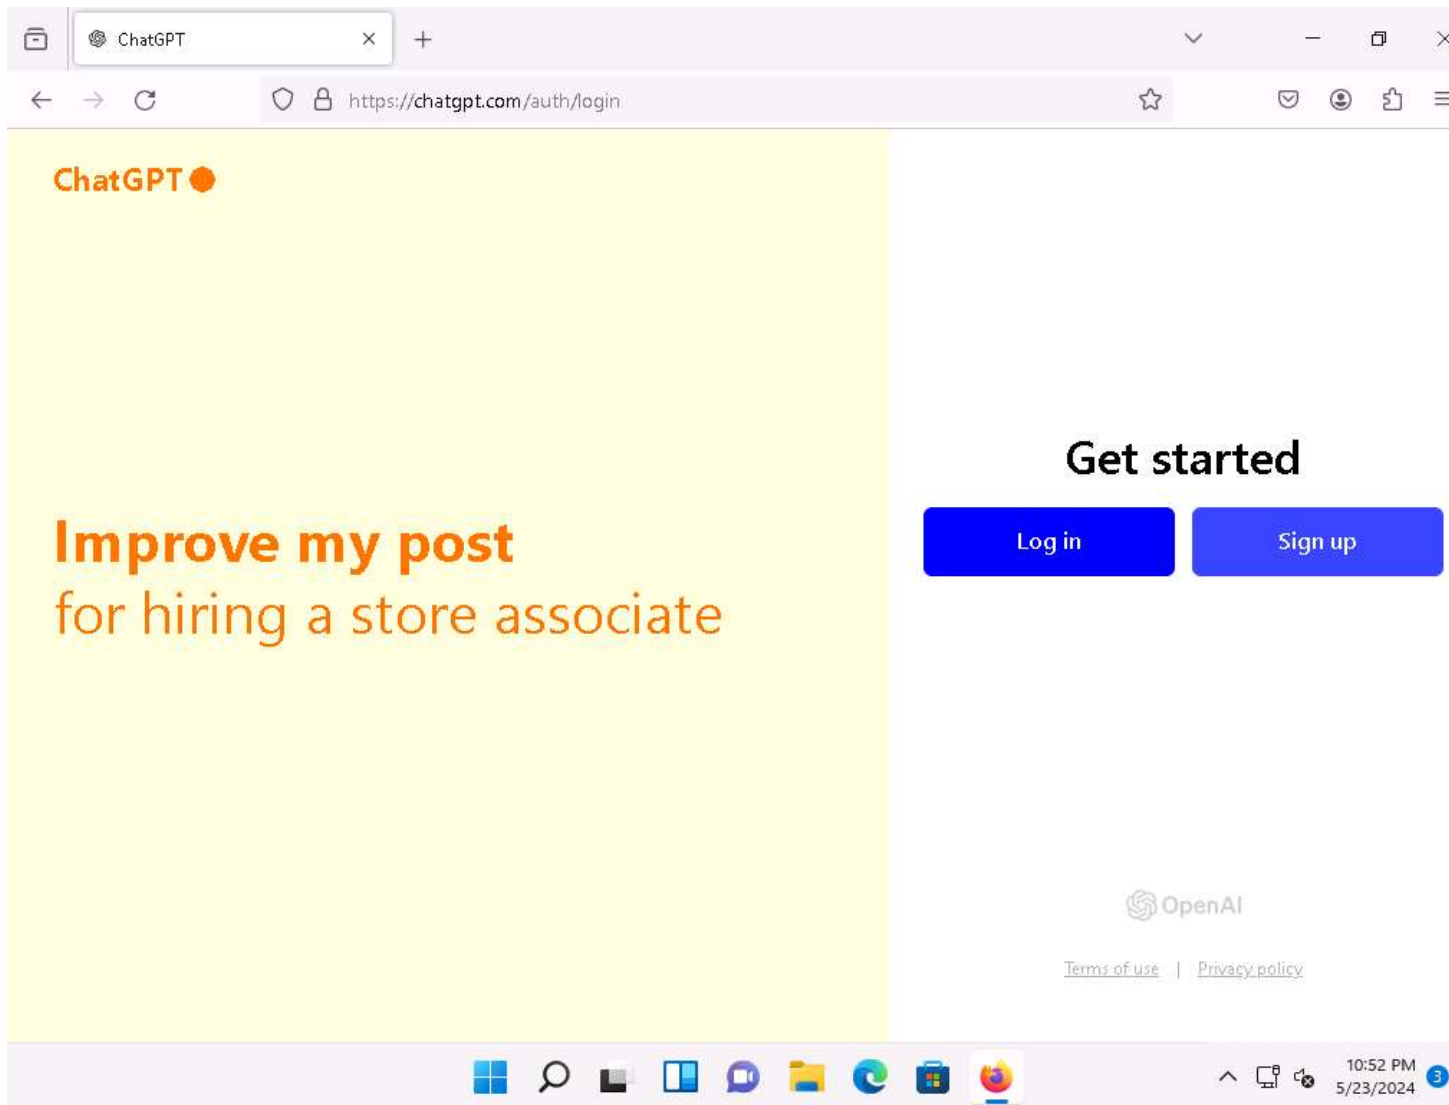 ChatGPT
https://chatgpt.com/auth/login
ChatGPT
Improve my post
for hiring a store associate
Get started
Log in
Sign up
OpenAI
Terms of use | Privacy policy
10:52 PM
5/23/2024
3